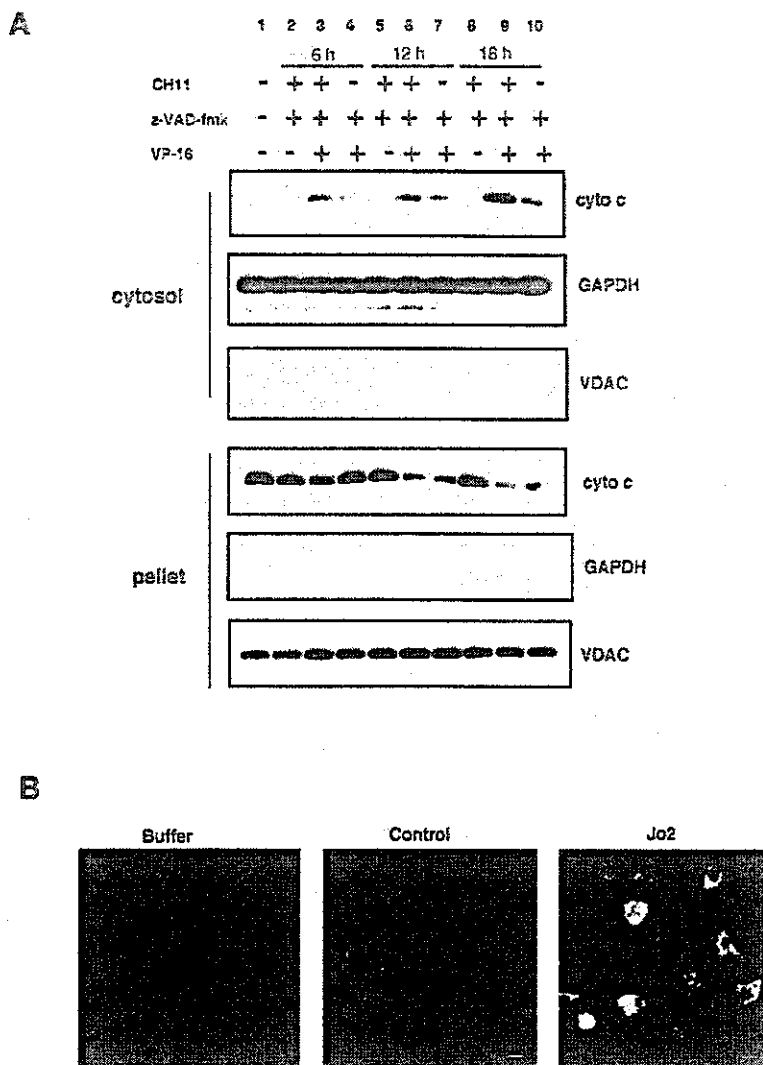 A
1 2 3 4 5 6 7 8 9 10
6 h 12 h 18 h
CH11 - + + - + + - + + -
z-VAD-fmk - + + + + + + + + +
VP-16 - - + + - + + - + +
cyto c
GAPDH
cytosol
VDAC
cyto c
GAPDH
pellet
VDAC
B
Buffer Control Jo2